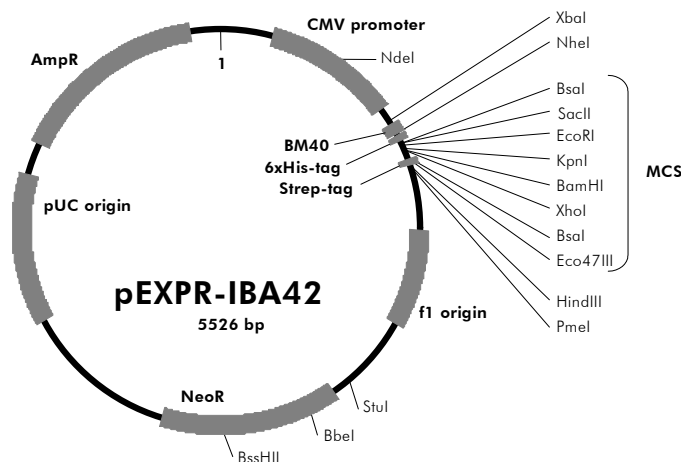 CMV promoter
XbaI
NheI
NdeI
AmpR
1
BsaI
SacII
EcoRI
KpnI
BamHI
XhoI
BsaI
Eco47III
MCS
BM40
6xHis-tag
Strep-tag
HindIII
PmeI
pUC origin
pEXPR-IBA42
5526 bp
f1 origin
NeoR
StuI
BbeI
BssHII